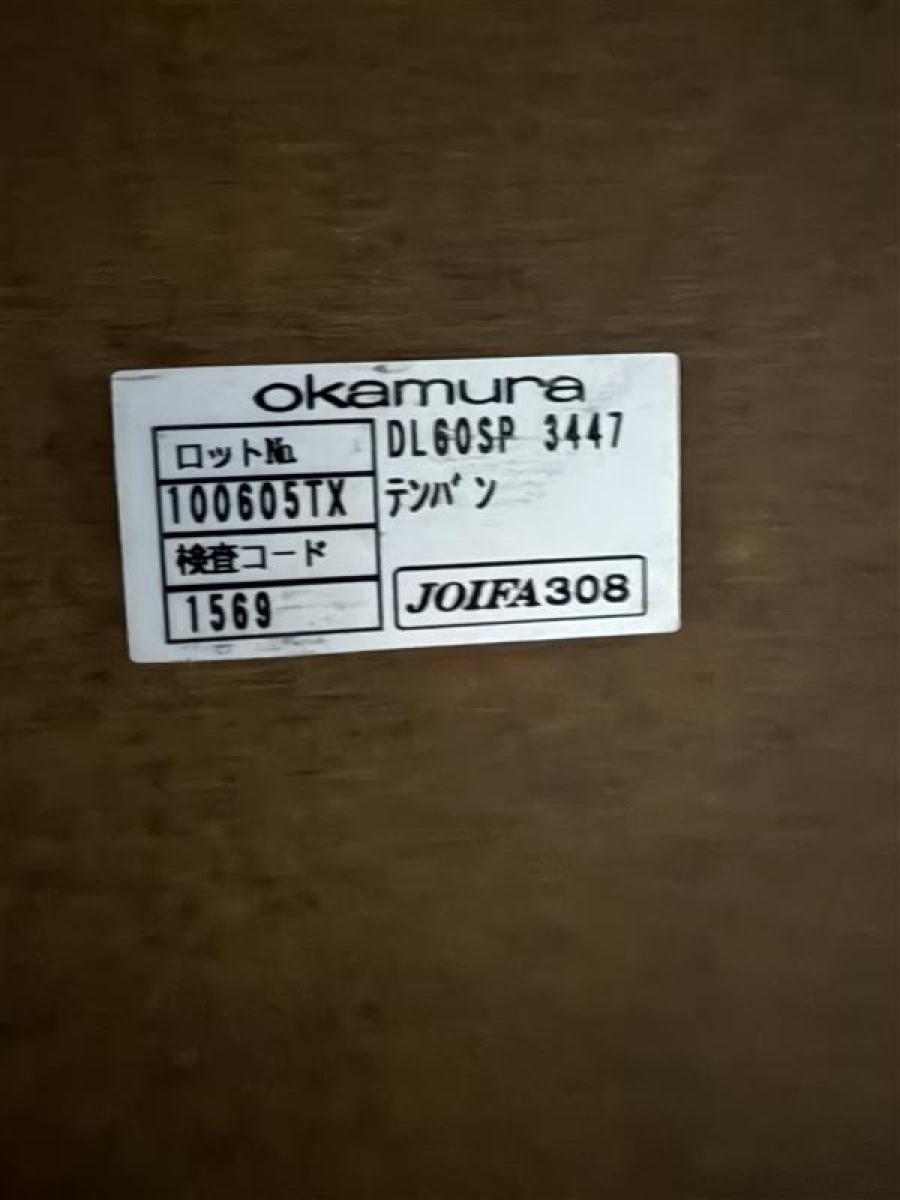 okamura
ロット№
100605TX
検査コード
1569
DL60SP 3447
テンバン
JOIFA308